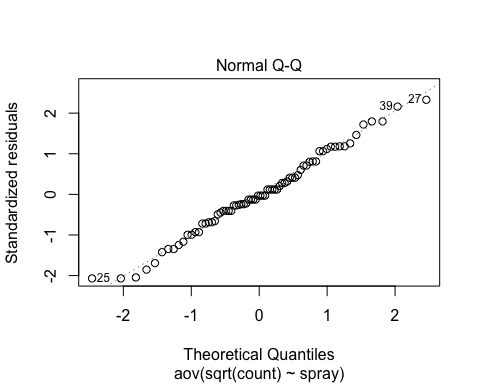 Normal Q-Q
Standardized residuals
2
1
0
-1
-2
39
27
25
-2 -1 0 1 2
Theoretical Quantiles
aov(sqrt(count) ~ spray)